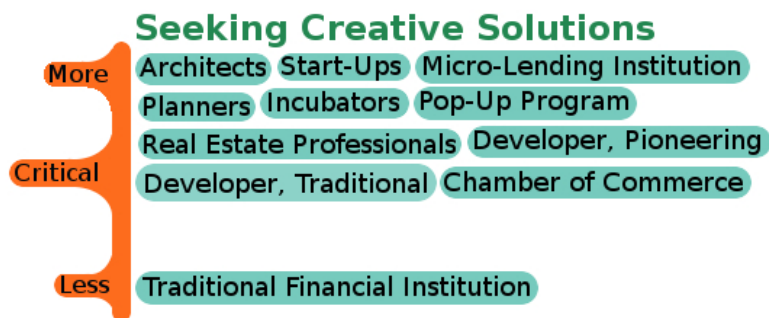 Seeking Creative Solutions
More
Architects Start-Ups Micro-Lending Institution
Planners Incubators Pop-Up Program
Real Estate Professionals Developer, Pioneering
Critical
Developer, Traditional Chamber of Commerce
Less
Traditional Financial Institution